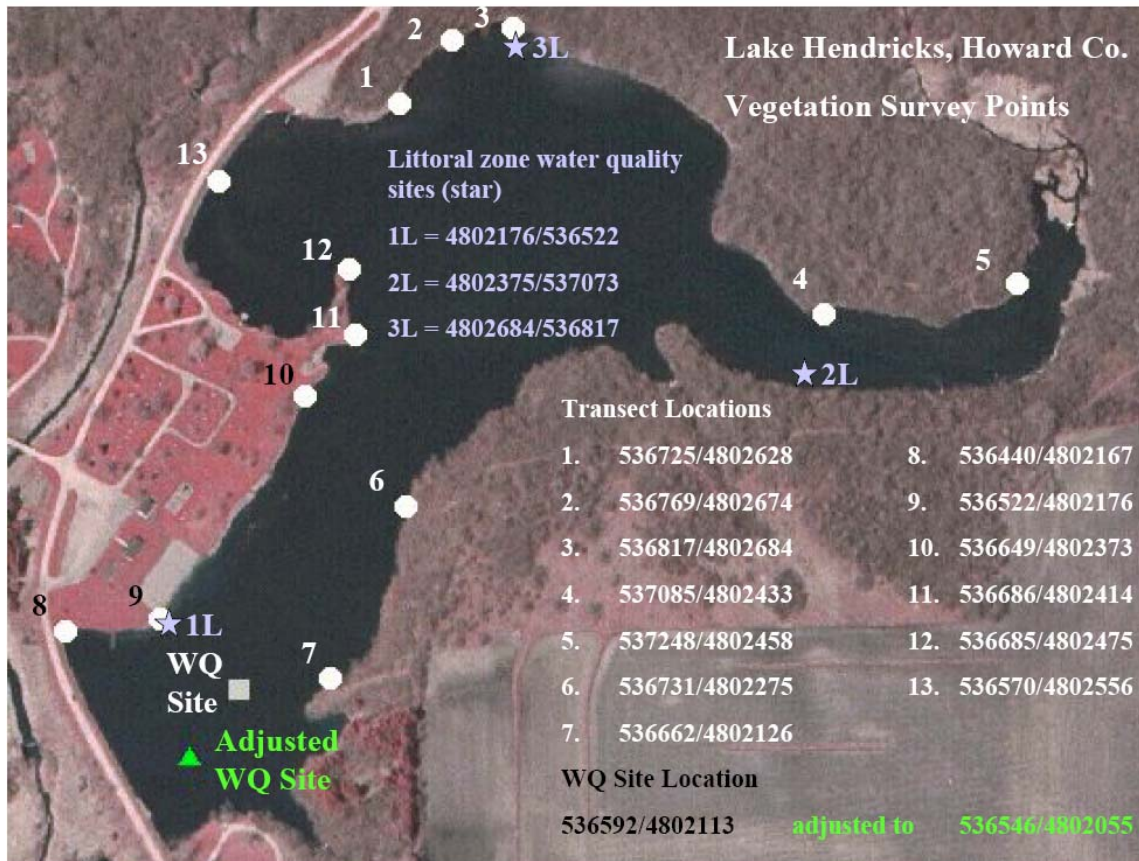 Lake Hendricks, Howard Co.
Vegetation Survey Points
2
3
3L
1
13
Littoral zone water quality
sites (star)
1L = 4802176/536522
2L = 4802375/537073
3L = 4802684/536817
12
11
10
4
5
2L
6
8
9
1L
7
WQ
Site
Adjusted
WQ Site
Transect Locations
1. 536725/4802628
2. 536769/4802674
3. 536817/4802684
4. 537085/4802433
5. 537248/4802458
6. 536731/4802275
7. 536662/4802126
8. 536440/4802167
9. 536522/4802176
10. 536649/4802373
11. 536686/4802414
12. 536685/4802475
13. 536570/4802556
WQ Site Location
536592/4802113 adjusted to 536546/4802055